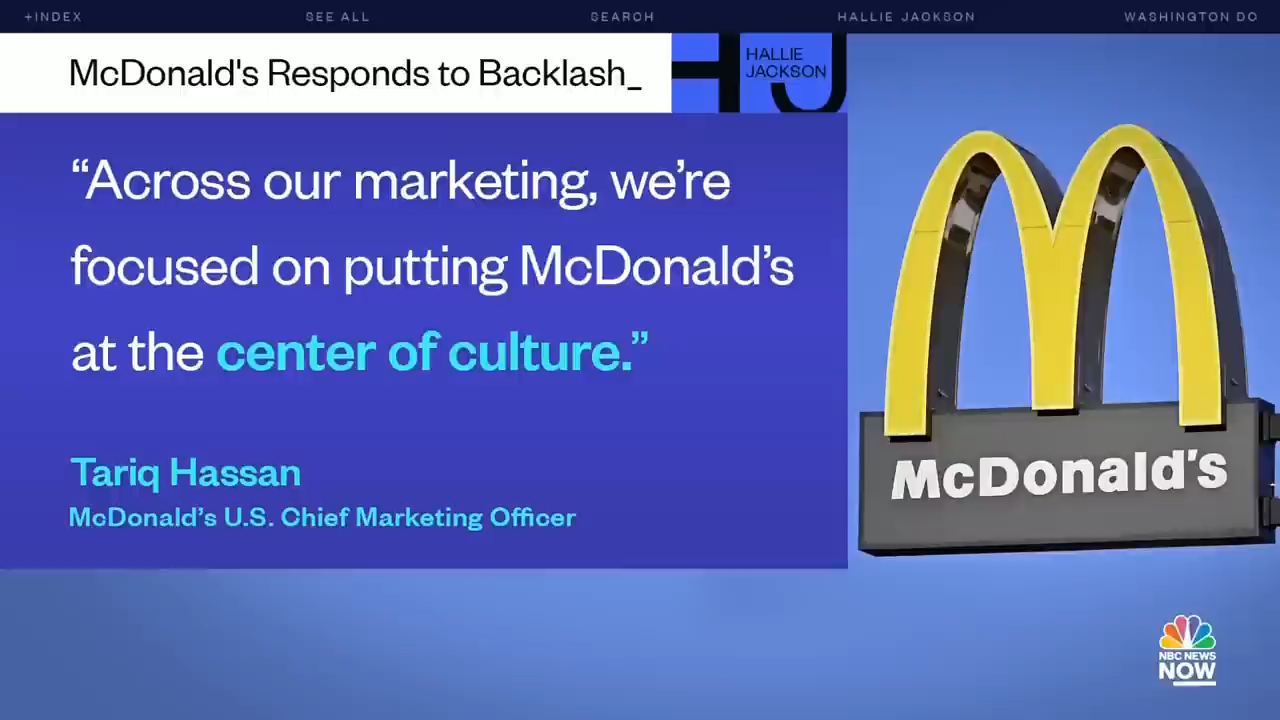 +INDEX
SEE ALL
SEARCH
HALLIE JACKSON
WASHINGTON DC
McDonald's Responds to Backlash_
HALLIE
JACKSON
“Across our marketing, we’re
focused on putting McDonald’s
at the center of culture.”
Tariq Hassan
McDonald’s U.S. Chief Marketing Officer
McDonald’s
NBC NEWS
NOW